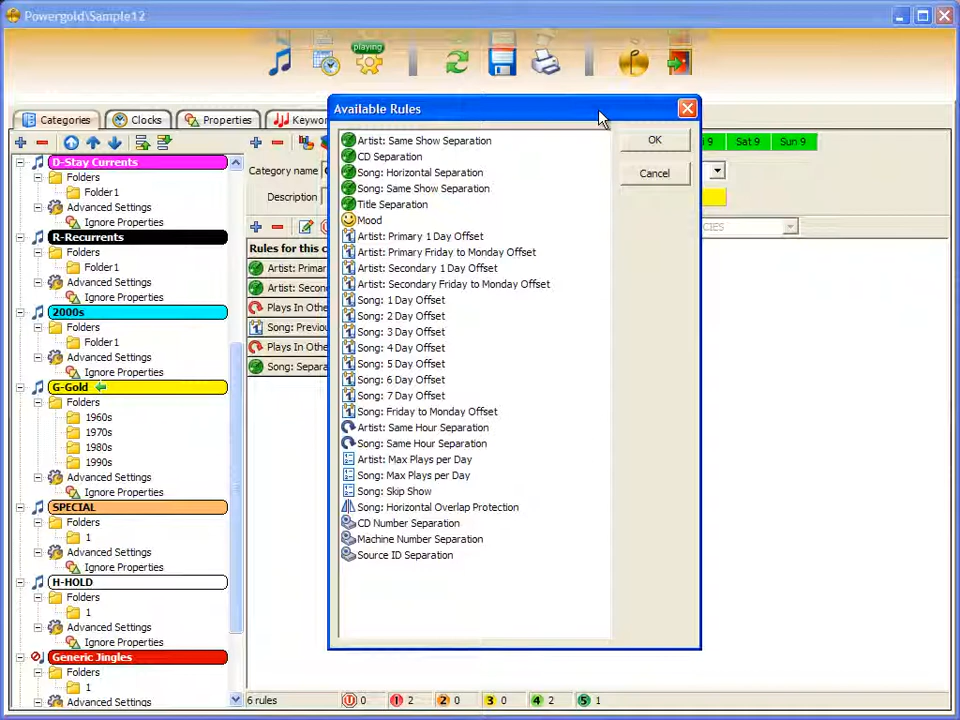 Powergold\Sample12
playing
Available Rules
Categories
Clocks
Properties
9
Sat 9
Sun 9
Category name
Description
Rules for this
Artist: Primar
Plays In Othe
Song: Previou
Plays In Othe
Song: Separa
D-Stay Currents
Folders
Folder1
Advanced Settings
Ignore Properties
R-Recurrents
Folders
Folder1
Advanced Settings
Ignore Properties
2000s
Folders
Folder1
Advanced Settings
Ignore Properties
G-Gold
Folders
1960s
1970s
1980s
1990s
Advanced Settings
Ignore Properties
SPECIAL
Folders
1
Advanced Settings
Ignore Properties
H-HOLD
Folders
1
Advanced Settings
Ignore Properties
Generic Jingles
Folders
1
Advanced Settings
Artist: Same Show Separation
CD Separation
Song: Horizontal Separation
Song: Same Show Separation
Title Separation
Mood
Artist: Primary 1 Day Offset
Artist: Primary Friday to Monday Offset
Artist: Secondary 1 Day Offset
Artist: Secondary Friday to Monday Offset
Song: 1 Day Offset
Song: 2 Day Offset
Song: 3 Day Offset
Song: 4 Day Offset
Song: 5 Day Offset
Song: 6 Day Offset
Song: 7 Day Offset
Song: Friday to Monday Offset
Artist: Same Hour Separation
Song: Same Hour Separation
Artist: Max Plays per Day
Song: Max Plays per Day
Song: Skip Show
Song: Horizontal Overlap Protection
CD Number Separation
Machine Number Separation
Source ID Separation
OK
Cancel
6 rules
0
1 2
2 0
3 0
4 2
5 1